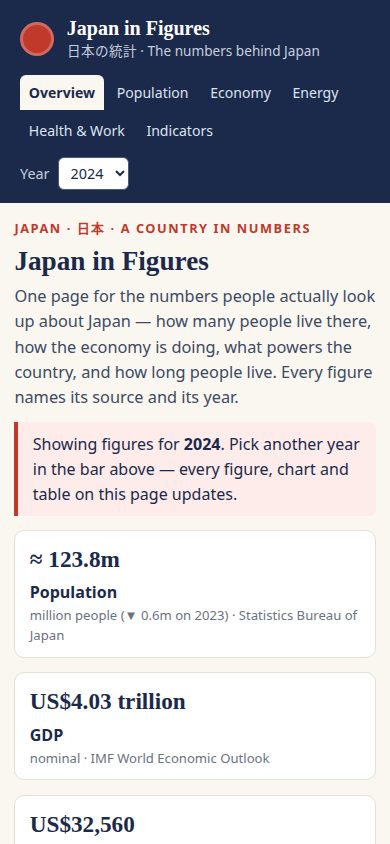 Japan in Figures
日本の統計 · The numbers behind Japan
Overview Population Economy Energy
Health & Work Indicators
Year 2024
JAPAN · 日本 · A COUNTRY IN NUMBERS
Japan in Figures
One page for the numbers people actually look
up about Japan — how many people live there,
how the economy is doing, what powers the
country, and how long people live. Every figure
names its source and its year.
Showing figures for 2024. Pick another year
in the bar above — every figure, chart and
table on this page updates.
≈ 123.8m
Population
million people (▼ 0.6m on 2023) · Statistics Bureau of
Japan
US$4.03 trillion
GDP
nominal · IMF World Economic Outlook
US$32,560